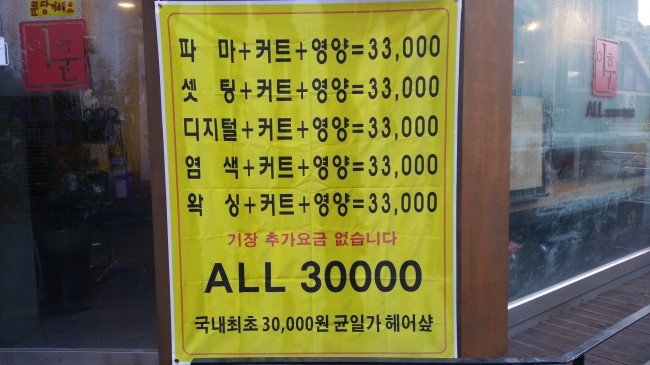 파 마+커트+영양=33,000
셋 팅+커트+영양=33,000
디지털+커트+영양=33,000
염 색+커트+영양=33,000
왁 싱+커트+영양=33,000
기장 추가요금 없습니다
ALL 30000
국내최초 30,000원 균일가 헤어샾
이훈
ALL